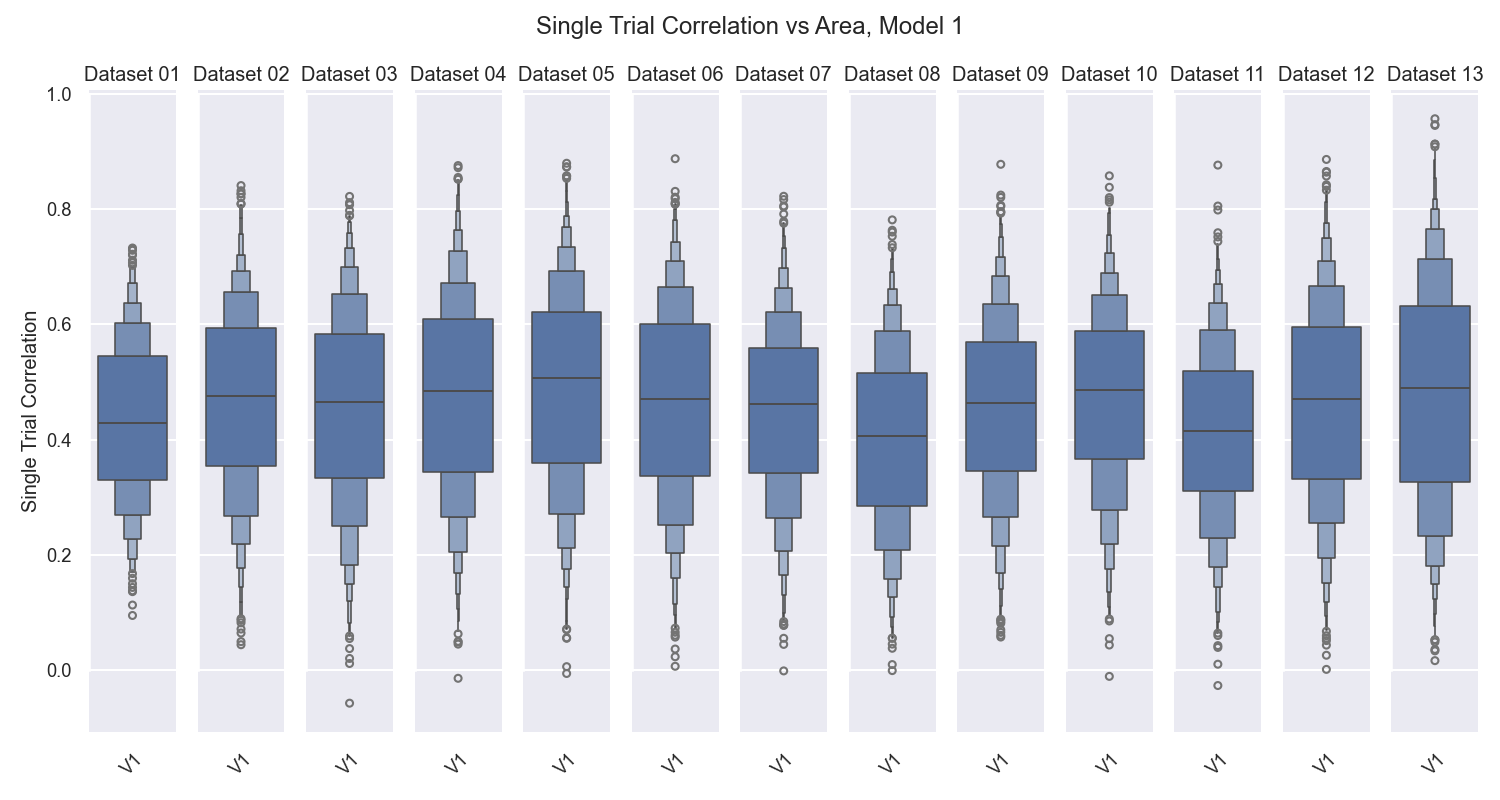 Single Trial Correlation vs Area, Model 1
Dataset 01 Dataset 02 Dataset 03 Dataset 04 Dataset 05 Dataset 06 Dataset 07 Dataset 08 Dataset 09 Dataset 10 Dataset 11 Dataset 12 Dataset 13
1.0
0.8
0.6
0.4
0.2
0.0
Single Trial Correlation
V1 V1 V1 V1 V1 V1 V1 V1 V1 V1 V1 V1 V1